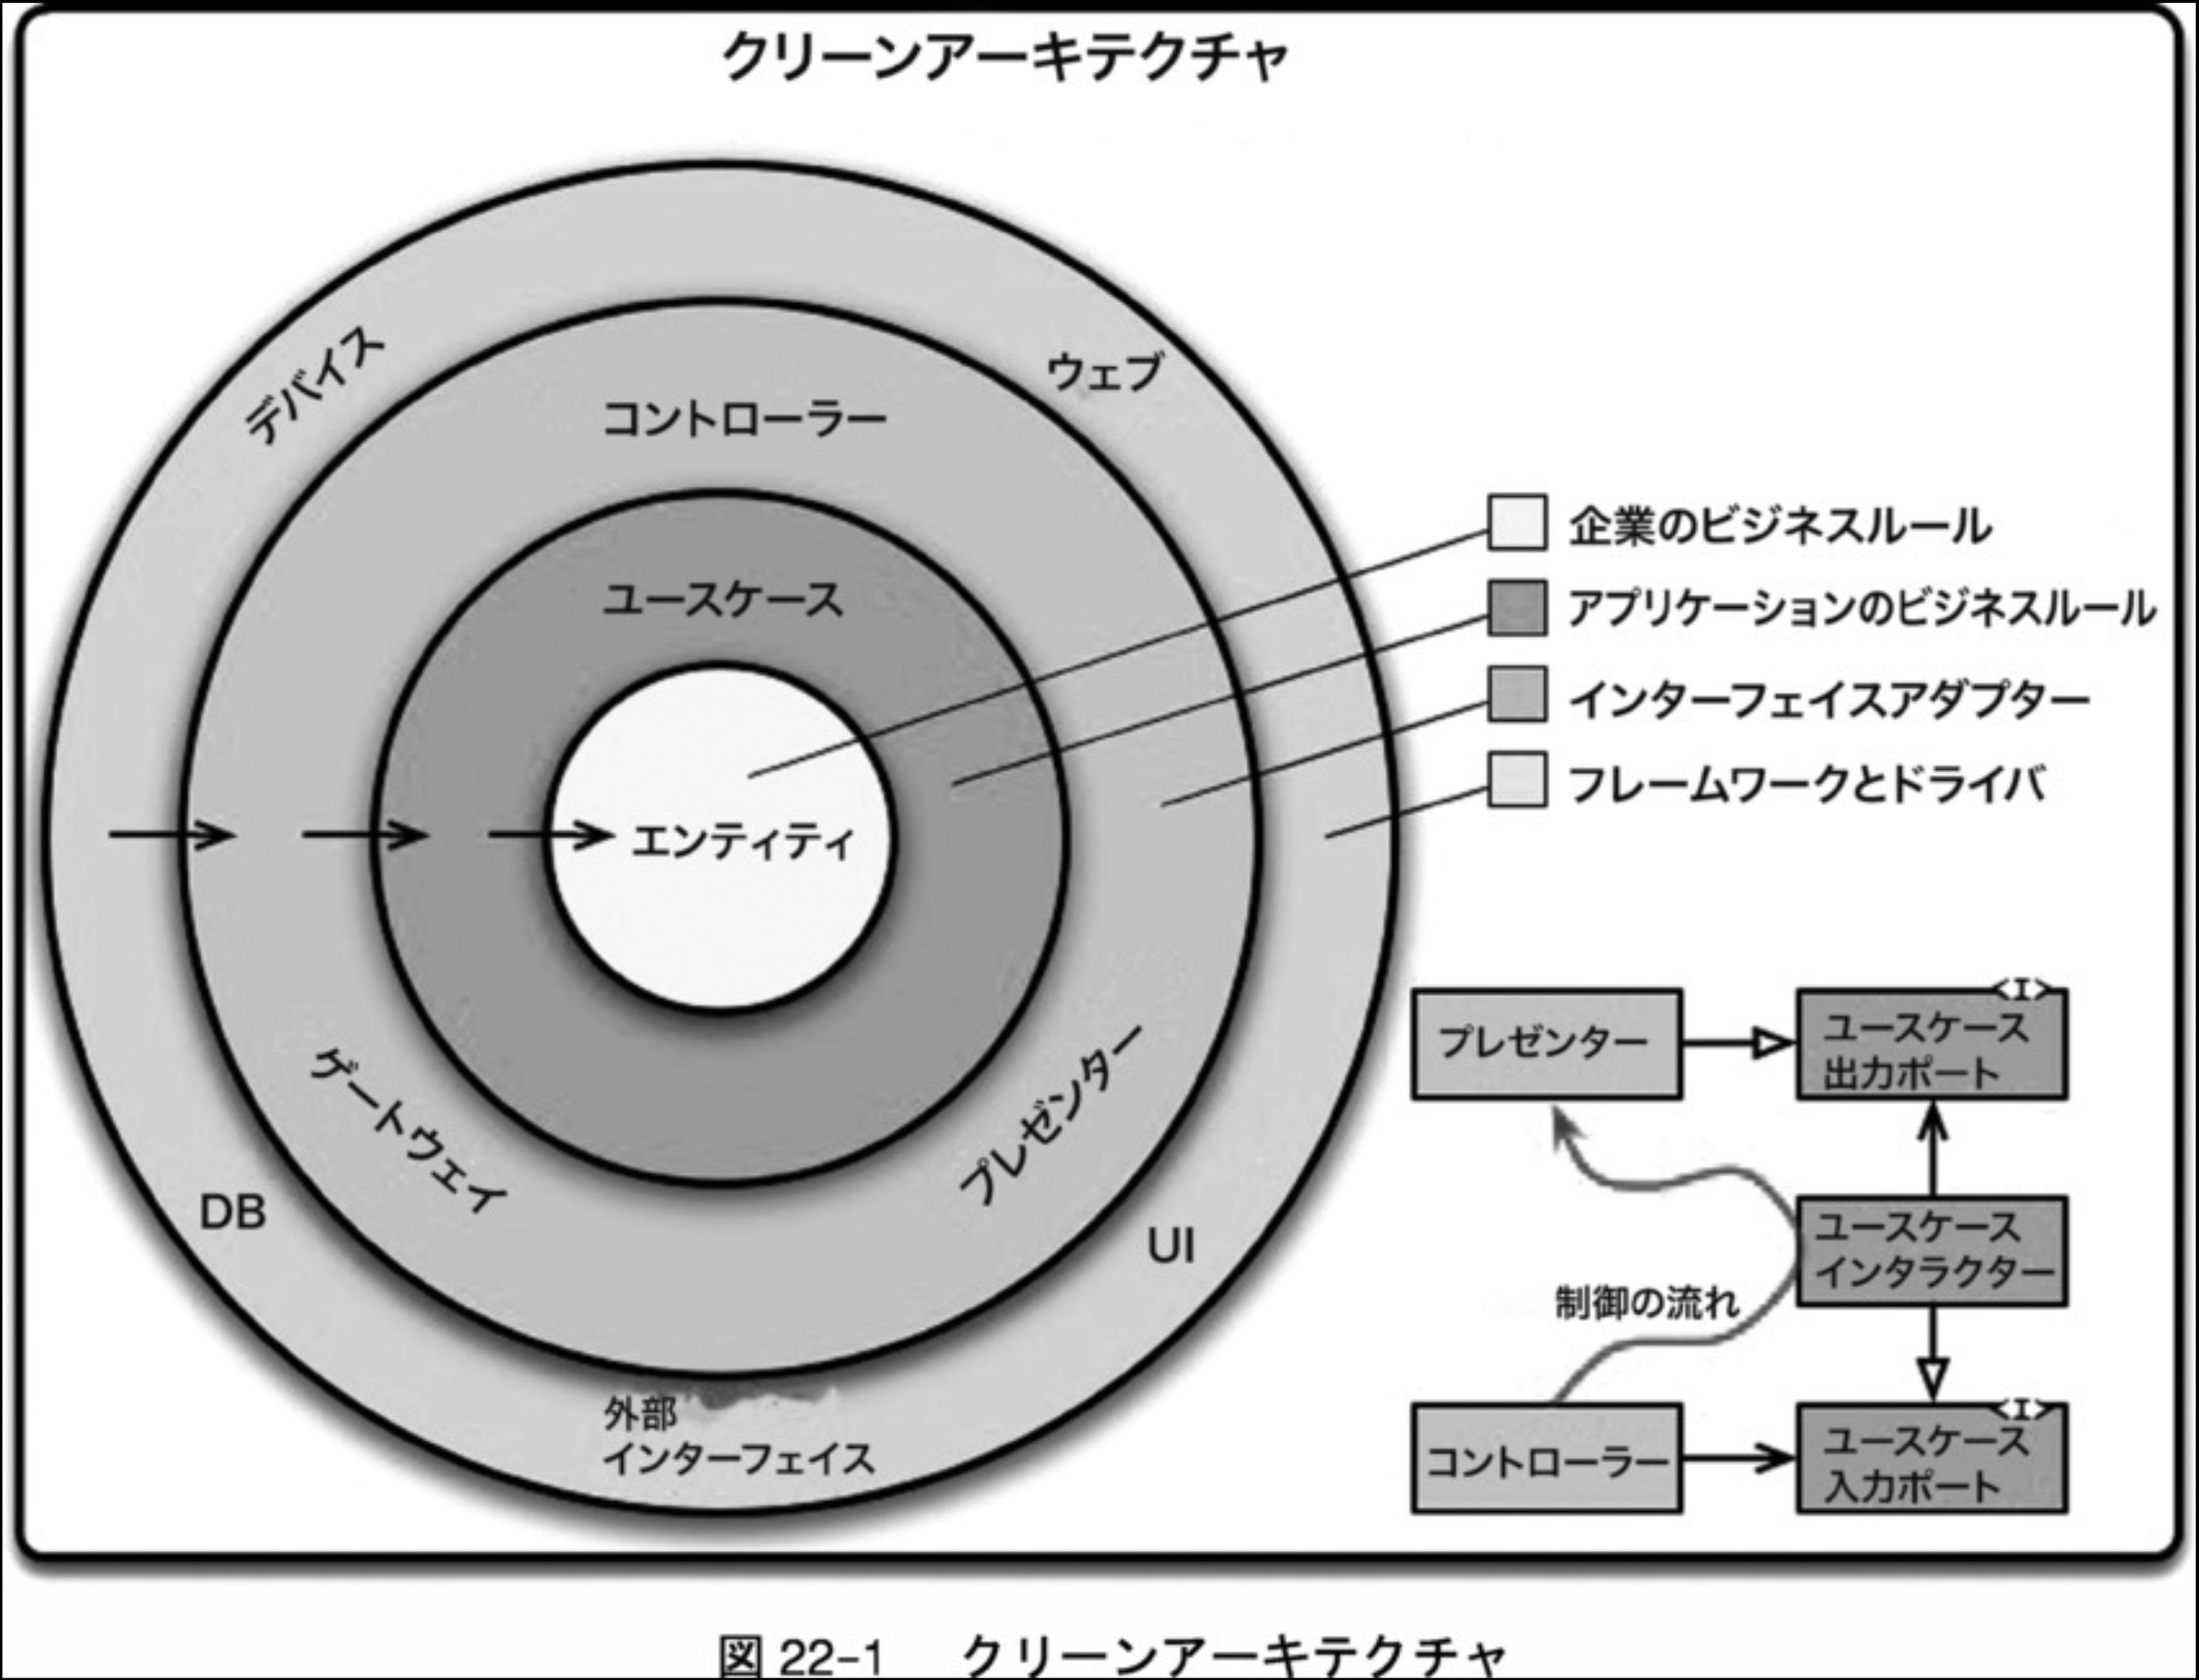 クリーンアーキテクチャ
デバイス
ウェブ
コントローラー
ユースケース
エンティティ
ゲートウェイ
プレゼンター
DB
UI
外部
インターフェイス
企業のビジネスルール
アプリケーションのビジネスルール
インターフェイスアダプター
フレームワークとドライバ
プレゼンター
<I>
ユースケース
出力ポート
ユースケース
インタラクター
制御の流れ
コントローラー
<I>
ユースケース
入力ポート
図 22-1 クリーンアーキテクチャ